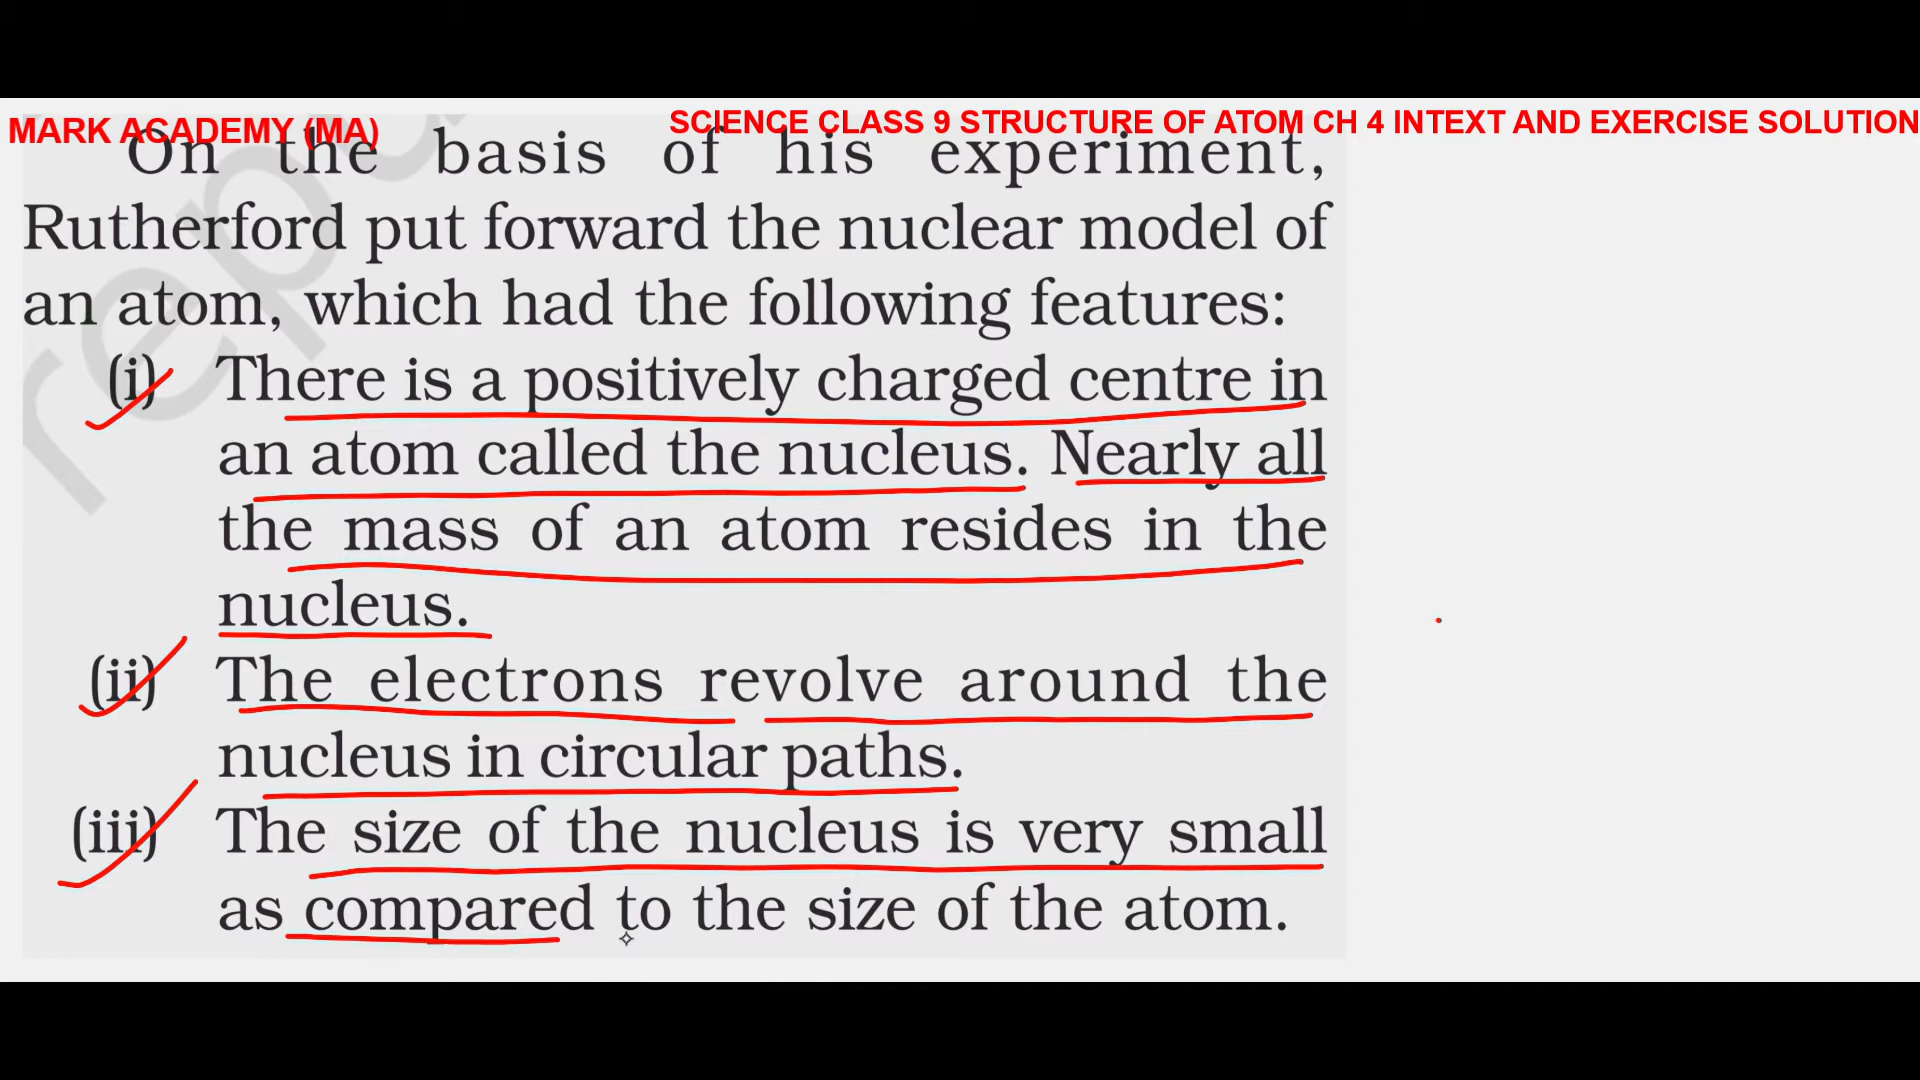 MARK ACADEMY (MA)
SCIENCE CLASS 9 STRUCTURE OF ATOM CH 4 INTEXT AND EXERCISE SOLUTION
On the basis of his experiment,
Rutherford put forward the nuclear model of
an atom, which had the following features:
(i) There is a positively charged centre in
an atom called the nucleus. Nearly all
the mass of an atom resides in the
nucleus.
(ii) The electrons revolve around the
nucleus in circular paths.
(iii) The size of the nucleus is very small
as compared to the size of the atom.